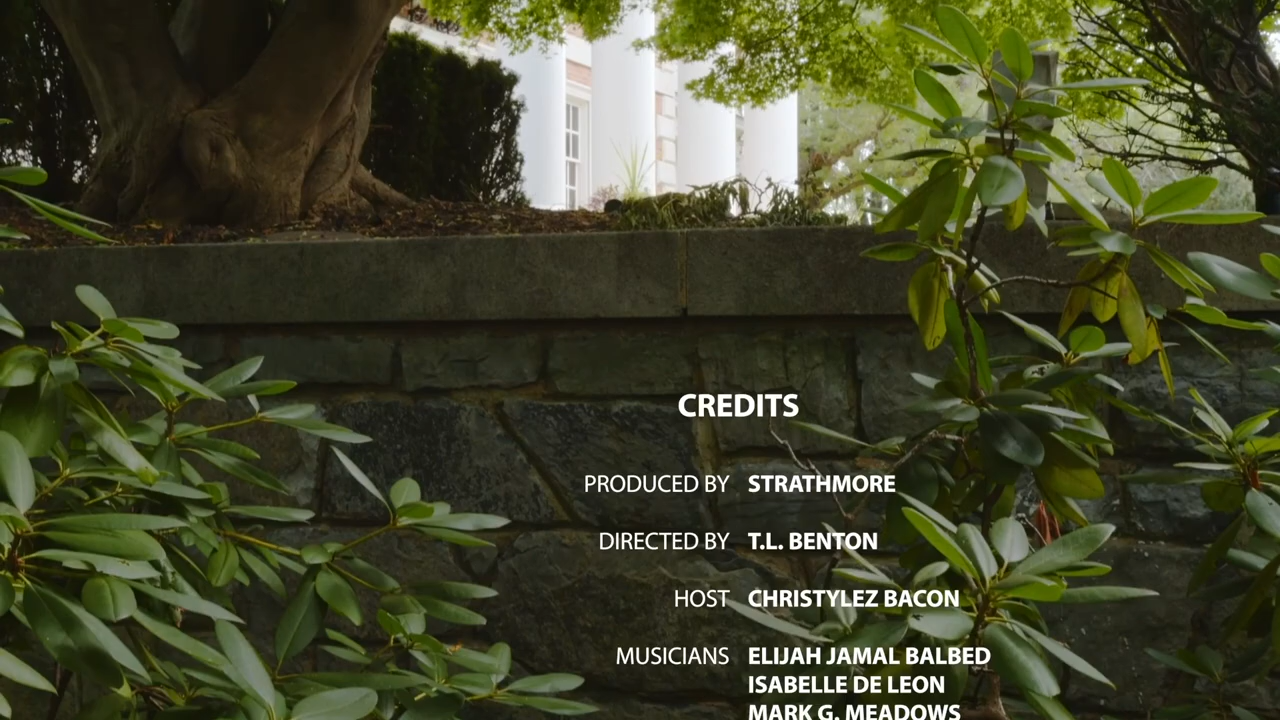 CREDITS
PRODUCED BY STRATHMORE
DIRECTED BY T.L. BENTON
HOST CHRISTYLEZ BACON
MUSICIANS ELIJAH JAMAL BALBED
ISABELLE DE LEON
MARK G. MEADOWS